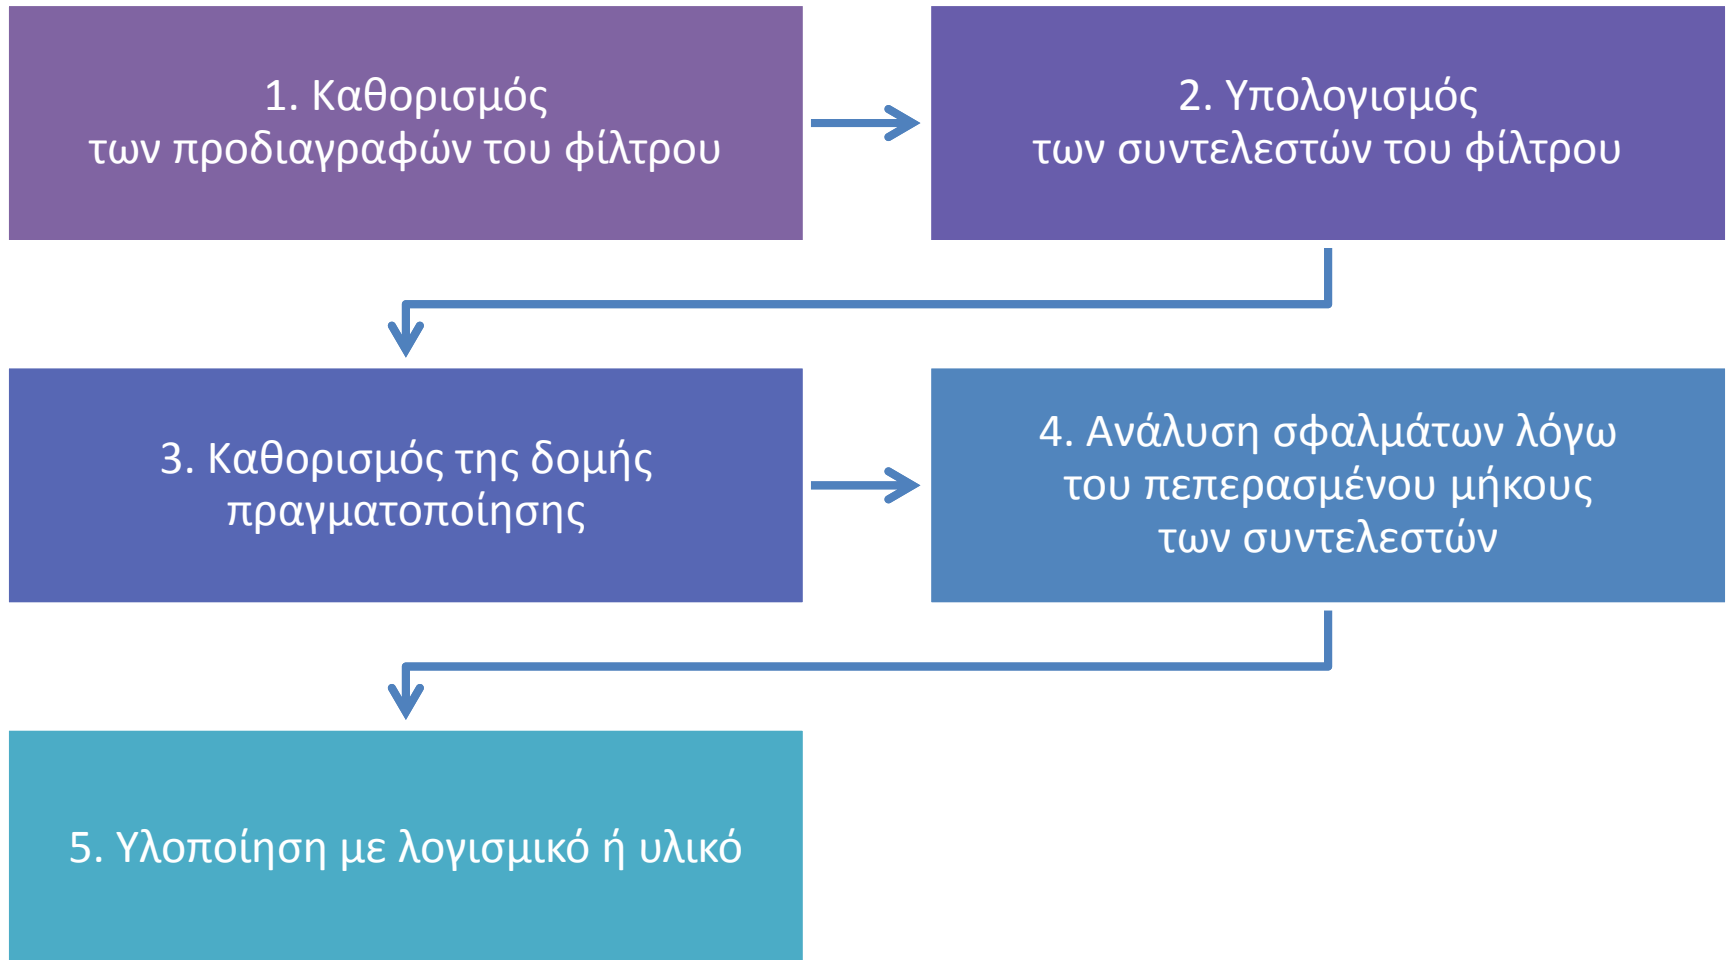 1. Καθορισμός
των προδιαγραφών του φίλτρου
2. Υπολογισμός
των συντελεστών του φίλτρου
3. Καθορισμός της δομής
πραγματοποίησης
4. Ανάλυση σφαλμάτων λόγω
του πεπερασμένου μήκους
των συντελεστών
5. Υλοποίηση με λογισμικό ή υλικό